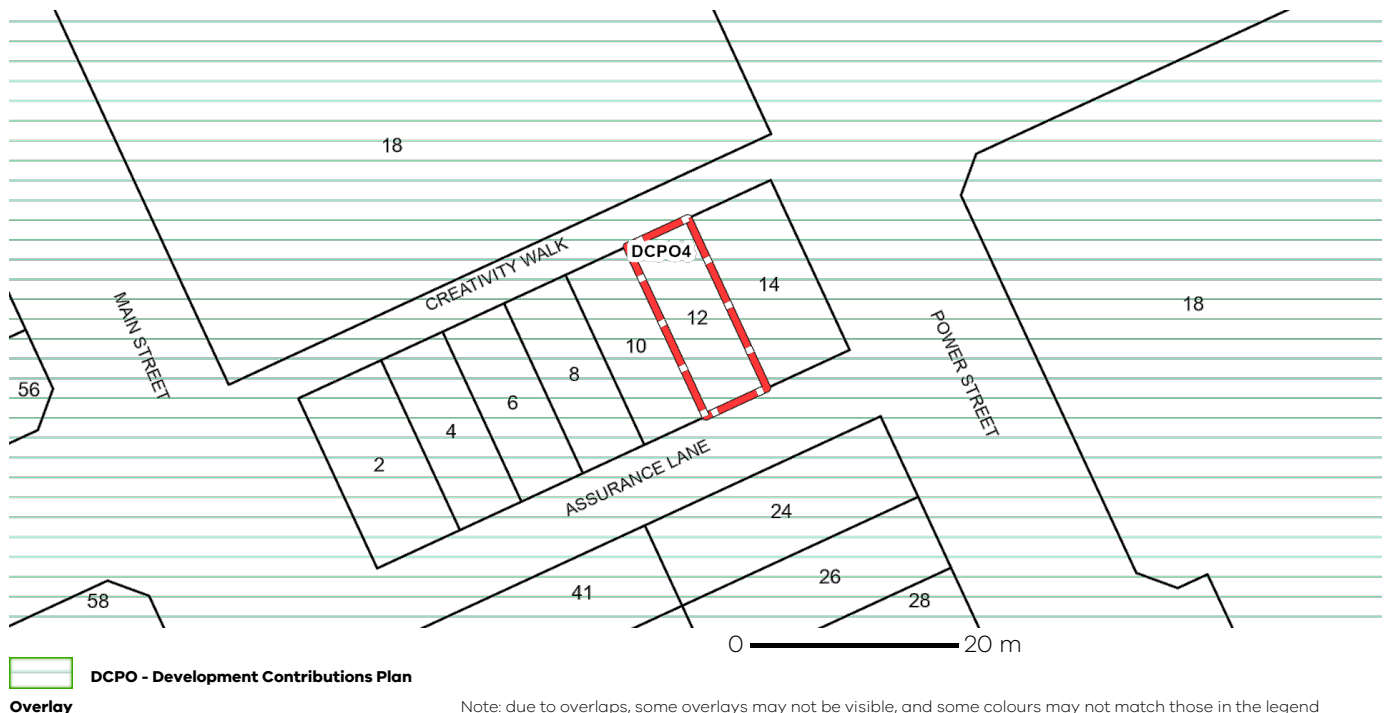 18
CREATIVITY WALK
DCPO4
14
12
10
8
6
4
2
MAIN STREET
56
POWER STREET
18
ASSURANCE LANE
24
26
28
41
58
0 20 m
DCPO - Development Contributions Plan
Overlay
Note: due to overlaps, some overlays may not be visible, and some colours may not match those in the legend